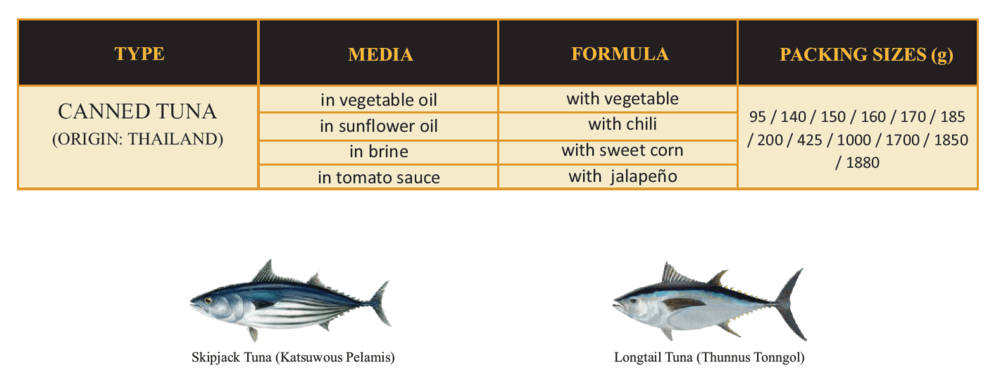 TYPE
MEDIA
FORMULA
PACKING SIZES (g)
CANNED TUNA
(ORIGIN: THAILAND)
in vegetable oil
with vegetable
in sunflower oil
with chili
in brine
with sweet corn
in tomato sauce
with jalapeño
95 / 140 / 150 / 160 / 170 / 185
/ 200 / 425 / 1000 / 1700 / 1850
/ 1880
Skipjack Tuna (Katsuwous Pelamis)
Longtail Tuna (Thunnus Tonngol)